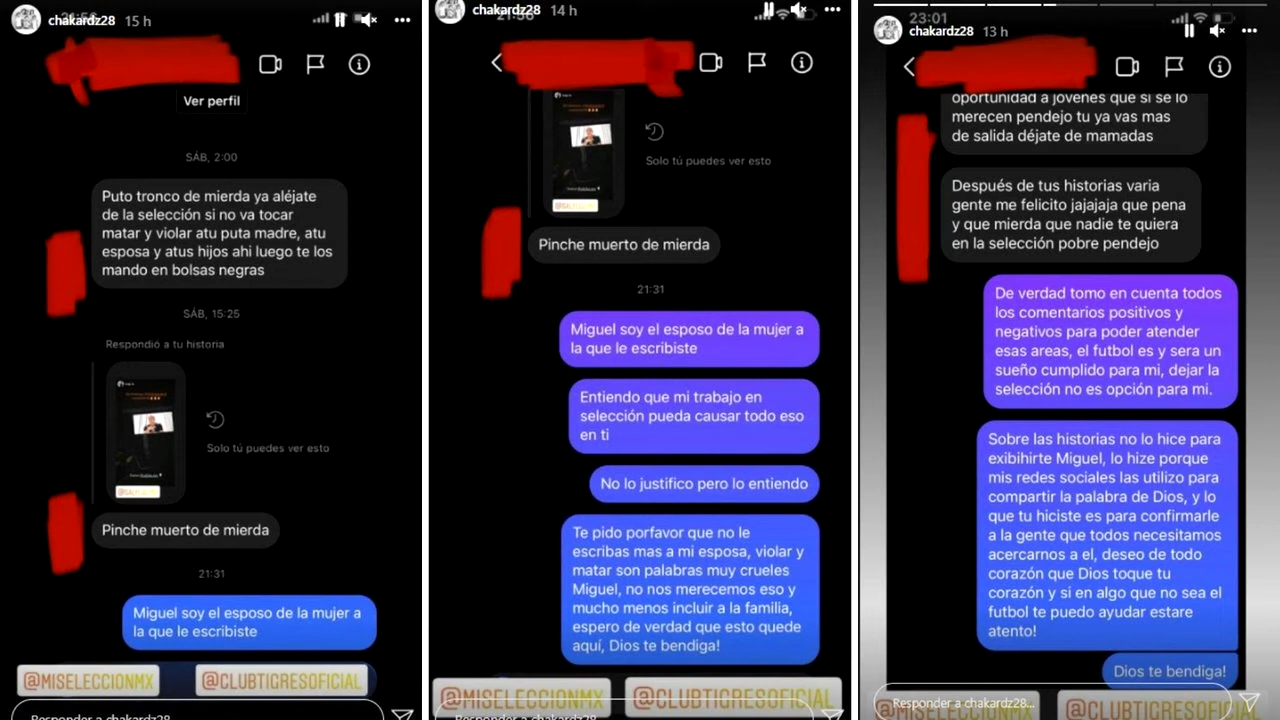 21:56
chakardz28 15 h
Ver perfil
SÁB, 2:00
Puto tronco de mierda ya aléjate
de la selección si no va tocar
matar y violar atu puta madre, atu
esposa y atus hijos ahi luego te los
mando en bolsas negras
SÁB, 15:25
Respondió a tu historia
Solo tú puedes ver esto
Pinche muerto de mierda
21:31
Miguel soy el esposo de la mujer a
la que le escribiste
@MISELECCIONMX
@CLUBTIGRESOFICIAL
Responder a chakardz28...
21:56
chakardz28 14 h
Solo tú puedes ver esto
Pinche muerto de mierda
21:31
Miguel soy el esposo de la mujer a
la que le escribiste
Entiendo que mi trabajo en
selección pueda causar todo eso
en ti
No lo justifico pero lo entiendo
Te pido porfavor que no le
escribas mas a mi esposa, violar y
matar son palabras muy crueles
Miguel, no nos merecemos eso y
mucho menos incluir a la familia,
espero de verdad que esto quede
aquí, Dios te bendiga!
@MISELECCIONMX
@CLUBTIGRESOFICIAL
Responder a chakardz28...
23:01
chakardz28 13 h
oportunidad a jóvenes que si se lo
merecen pendejo tu ya vas mas
de salida déjate de mamadas
Después de tus historias varia
gente me felicito jajajaja que pena
y que mierda que nadie te quiera
en la selección pobre pendejo
De verdad tomo en cuenta todos
los comentarios positivos y
negativos para poder atender
esas areas, el futbol es y sera un
sueño cumplido para mi, dejar la
selección no es opción para mi.
Sobre las historias no lo hice para
exibihirte Miguel, lo hize porque
mis redes sociales las utilizo para
compartir la palabra de Dios, y lo
que tu hiciste es para confirmarle
a la gente que todos necesitamos
acercarnos a el, deseo de todo
corazón que Dios toque tu
corazón y si en algo que no sea el
futbol te puedo ayudar estare
atento!
Dios te bendiga!
@MISELECCIONMX
@CLUBTIGRESOFICIAL
Responder a chakardz28...